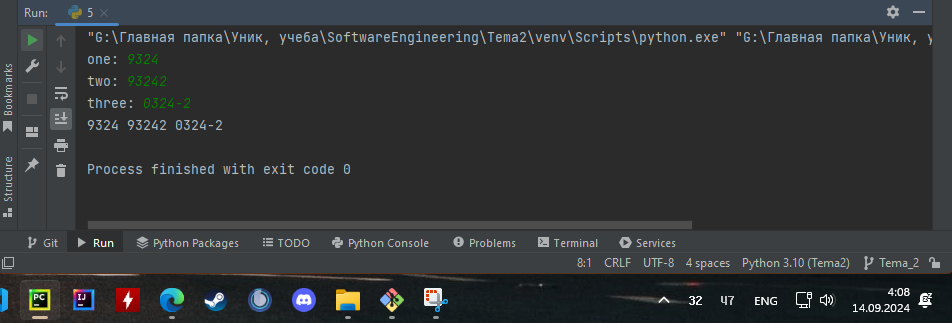 Run: 5
"G:\Главная папка\Уник, учеба\SoftwareEngineering\Tema2\venv\Scripts\python.exe" "G:\Главная папка\Уник, у
one: 9324
two: 93242
three: 0324-2
9324 93242 0324-2
Process finished with exit code 0
Bookmarks
Structure
Git Run Python Packages TODO Python Console Problems Terminal Services
8:1 CRLF UTF-8 4 spaces Python 3.10 (Tema2) Tema_2
PC IJ 32 47 ENG 4:08
14.09.2024